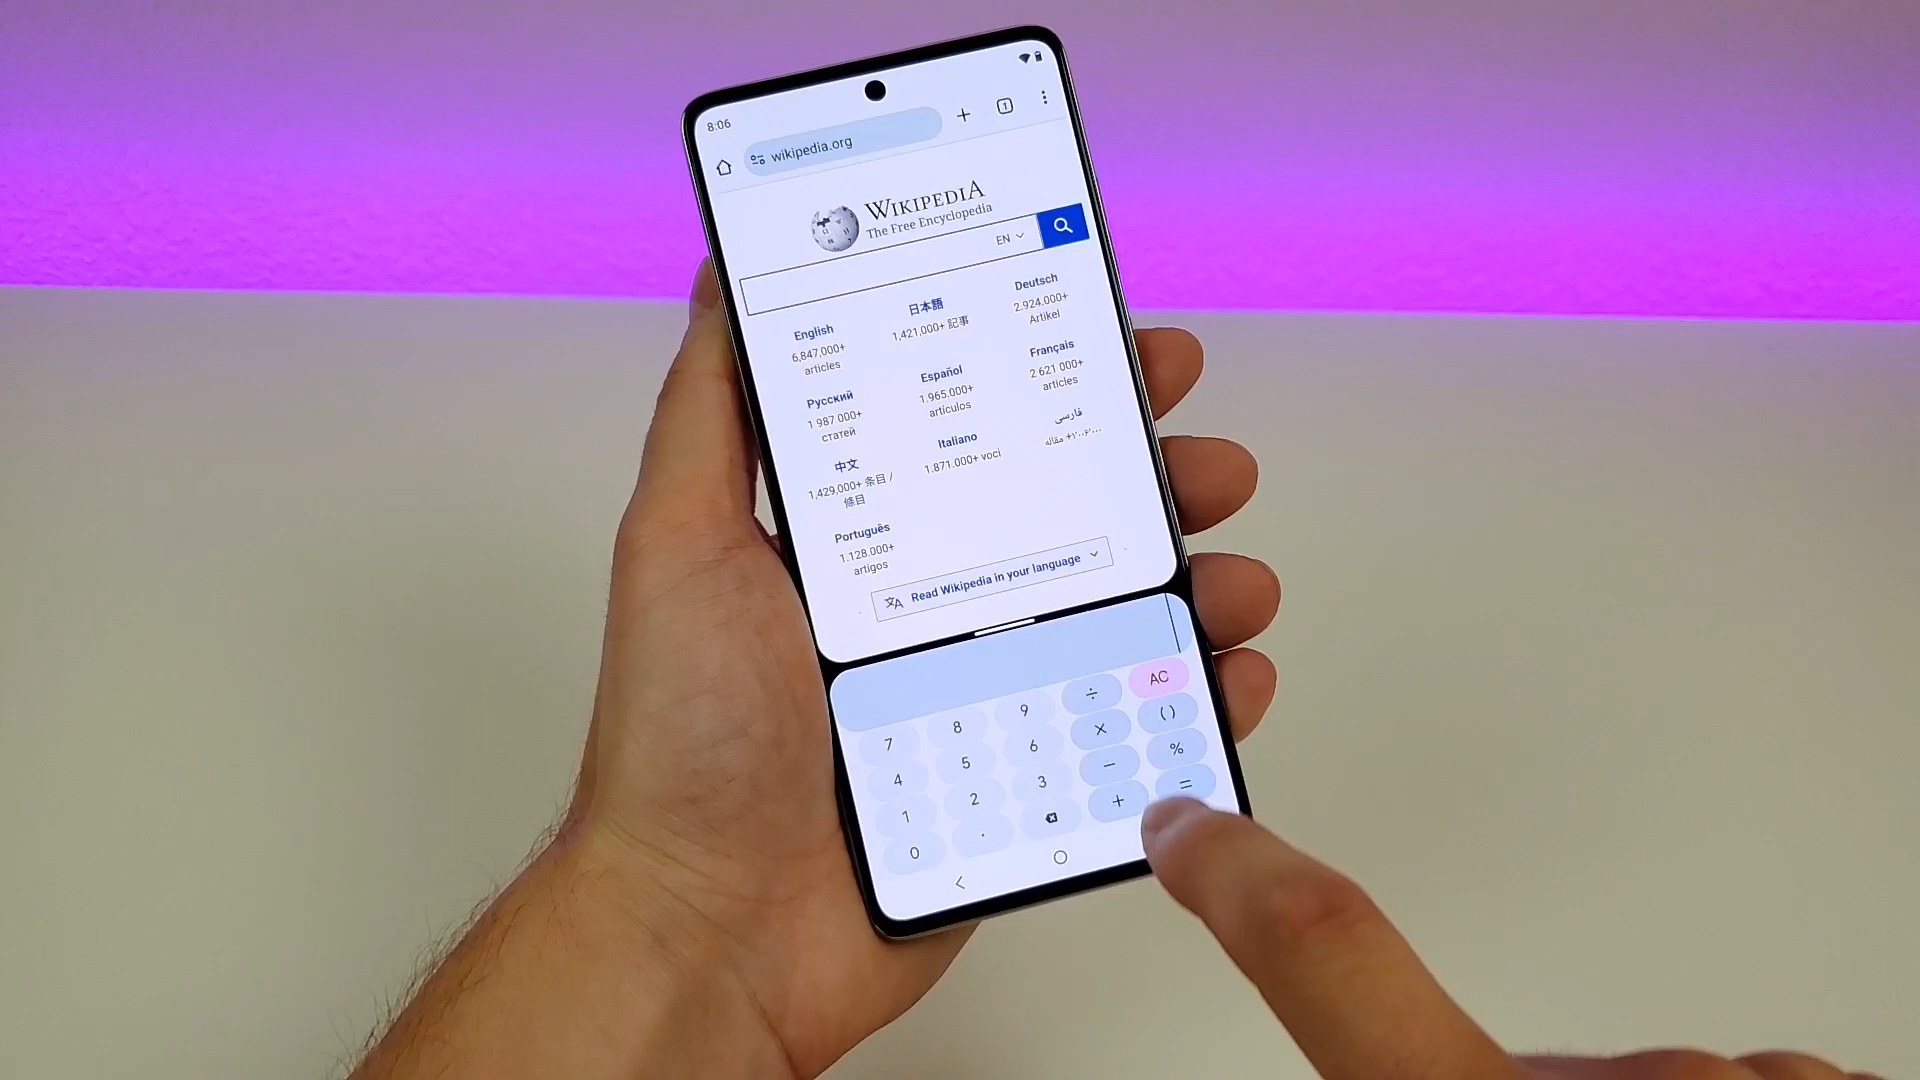 8:06
wikipedia.org
1
WIKIPEDIA
The Free Encyclopedia
EN
English
6,847,000+
articles
日本語
1,421,000+ 記事
Deutsch
2.924.000+
Artikel
Русский
1 987 000+
статей
Español
1.965.000+
artículos
Français
2 621 000+
articles
中文
1,429,000+ 条目 /
條目
Italiano
1.871.000+ voci
فارسی
مقاله
Português
1.128.000+
artigos
Read Wikipedia in your language
AC
7 8 9 ÷ ( )
4 5 6 × %
1 2 3 − =
0 . +